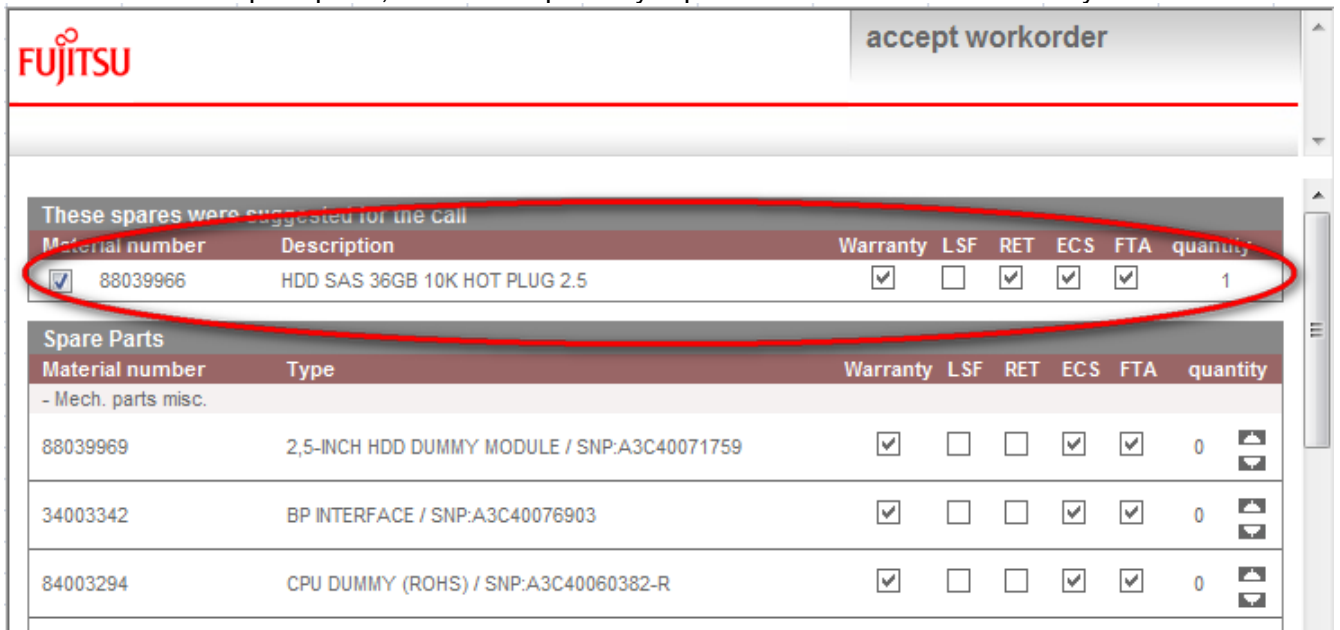 FUJITSU
accept workorder
These spares were suggested for the call
Material number Description Warranty LSF RET ECS FTA quantity
88039966 HDD SAS 36GB 10K HOT PLUG 2.5 1
Spare Parts
Material number Type Warranty LSF RET ECS FTA quantity
- Mech. parts misc.
88039969 2,5-INCH HDD DUMMY MODULE / SNP:A3C40071759 0
34003342 BP INTERFACE / SNP:A3C40076903 0
84003294 CPU DUMMY (ROHS) / SNP:A3C40060382-R 0